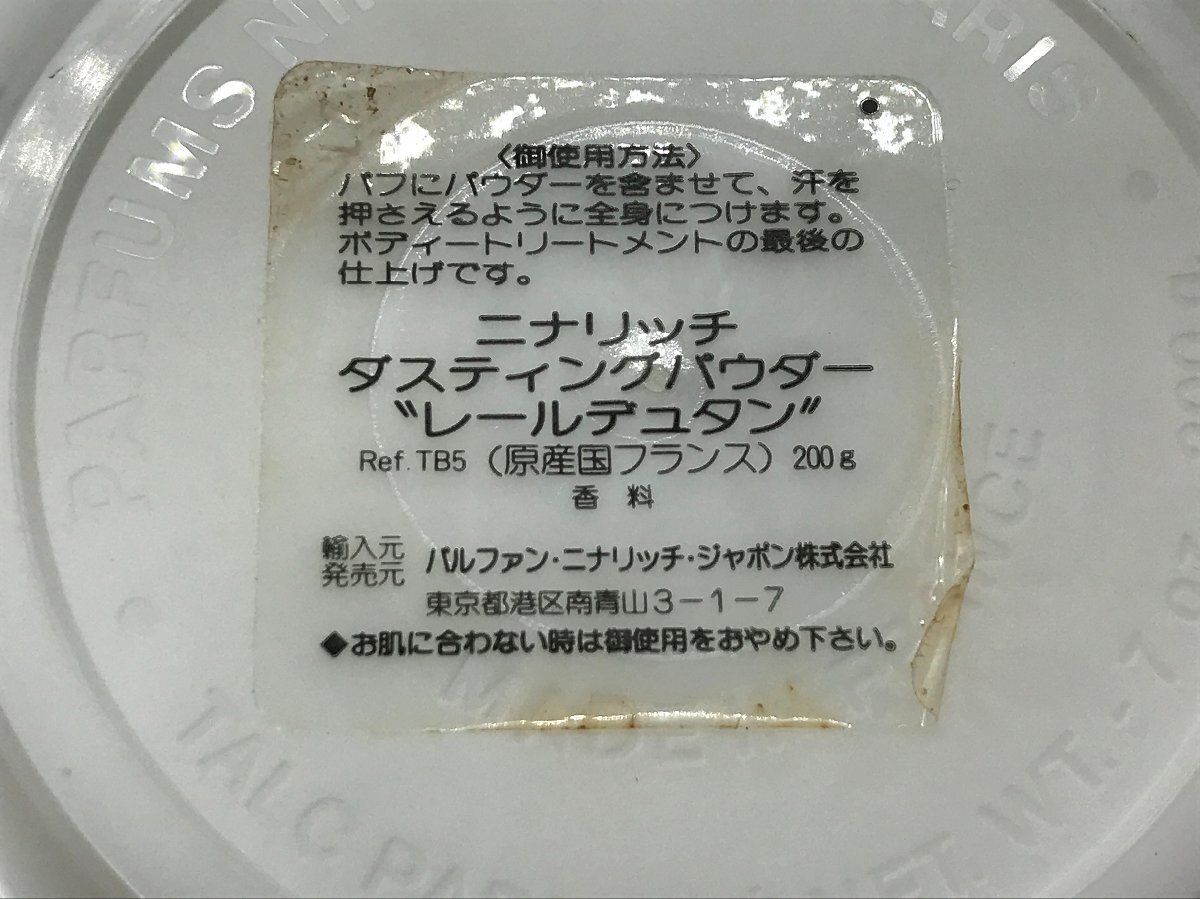 〈御使用方法〉
パフにパウダーを含ませて、汗を
押さえるように全身につけます。
ボディートリートメントの最後の
仕上げです。
ニナリッチ
ダスティングパウダー
〝レールデュタン〟
Ref. TB5 (原産国フランス) 200g
香 料
輸入元
発売元
パルファン・ニナリッチ・ジャポン株式会社
東京都港区南青山3-1-7
◆お肌に合わない時は御使用をおやめ下さい。
PARFUMS
TALC
NET. WT. - 7 oz